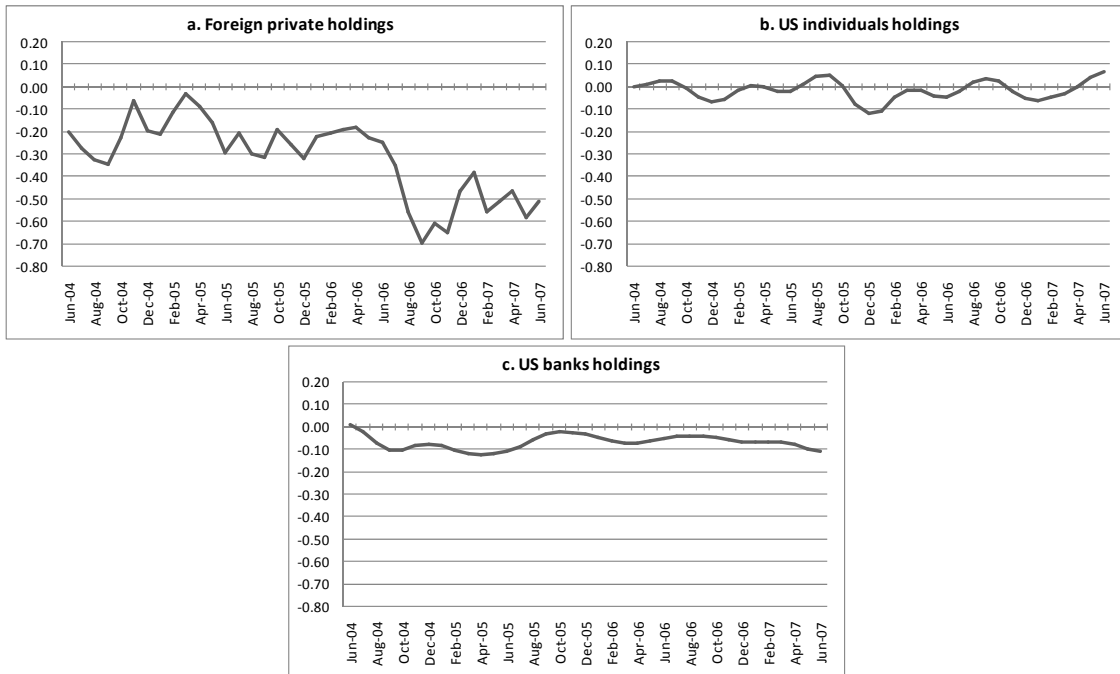 a. Foreign private holdings
0.20
0.10
0.00
-0.10
-0.20
-0.30
-0.40
-0.50
-0.60
-0.70
-0.80
Jun-04
Aug-04
Oct-04
Dec-04
Feb-05
Apr-05
Jun-05
Aug-05
Oct-05
Dec-05
Feb-06
Apr-06
Jun-06
Aug-06
Oct-06
Dec-06
Feb-07
Apr-07
Jun-07
b. US individuals holdings
0.20
0.10
0.00
-0.10
-0.20
-0.30
-0.40
-0.50
-0.60
-0.70
-0.80
Jun-04
Aug-04
Oct-04
Dec-04
Feb-05
Apr-05
Jun-05
Aug-05
Oct-05
Dec-05
Feb-06
Apr-06
Jun-06
Aug-06
Oct-06
Dec-06
Feb-07
Apr-07
Jun-07
c. US banks holdings
0.20
0.10
0.00
-0.10
-0.20
-0.30
-0.40
-0.50
-0.60
-0.70
-0.80
Jun-04
Aug-04
Oct-04
Dec-04
Feb-05
Apr-05
Jun-05
Aug-05
Oct-05
Dec-05
Feb-06
Apr-06
Jun-06
Aug-06
Oct-06
Dec-06
Feb-07
Apr-07
Jun-07